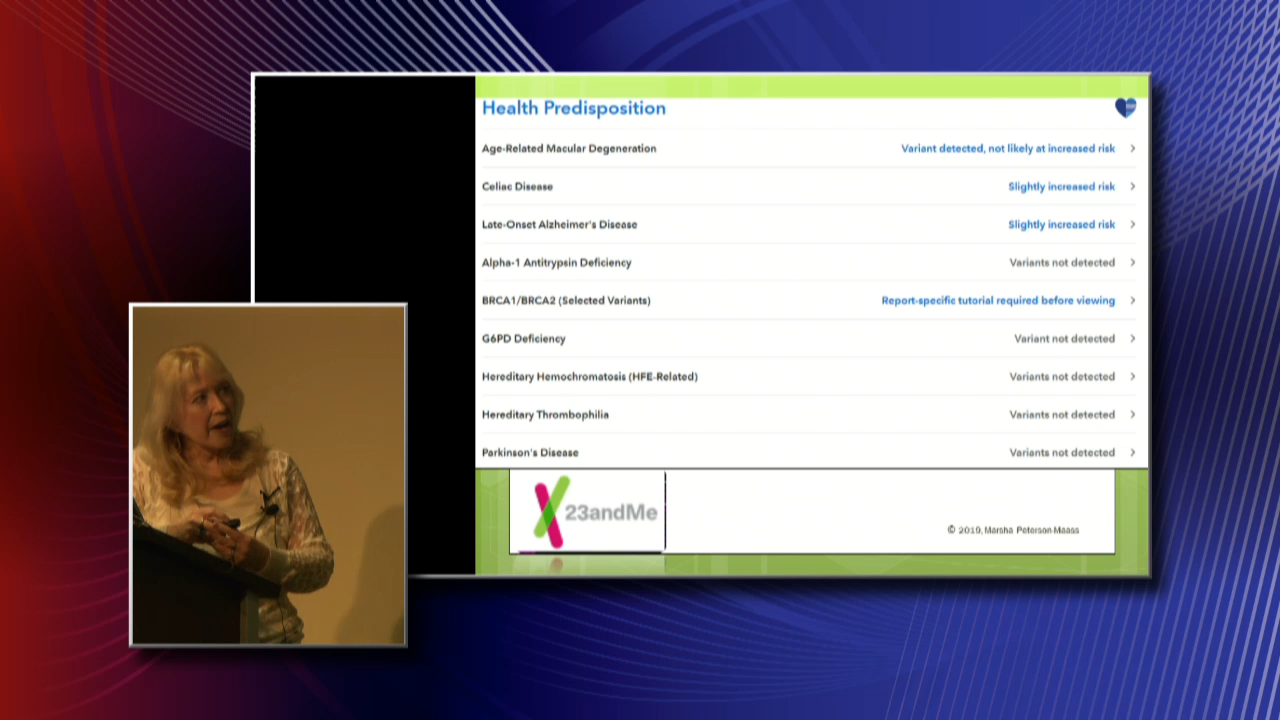 Health Predisposition
Age-Related Macular Degeneration Variant detected, not likely at increased risk
Celiac Disease Slightly increased risk
Late-Onset Alzheimer's Disease Slightly increased risk
Alpha-1 Antitrypsin Deficiency Variants not detected
BRCA1/BRCA2 (Selected Variants) Report-specific tutorial required before viewing
G6PD Deficiency Variant not detected
Hereditary Hemochromatosis (HFE-Related) Variants not detected
Hereditary Thrombophilia Variants not detected
Parkinson's Disease Variants not detected
23andMe
© 2019, Marsha Peterson-Maass